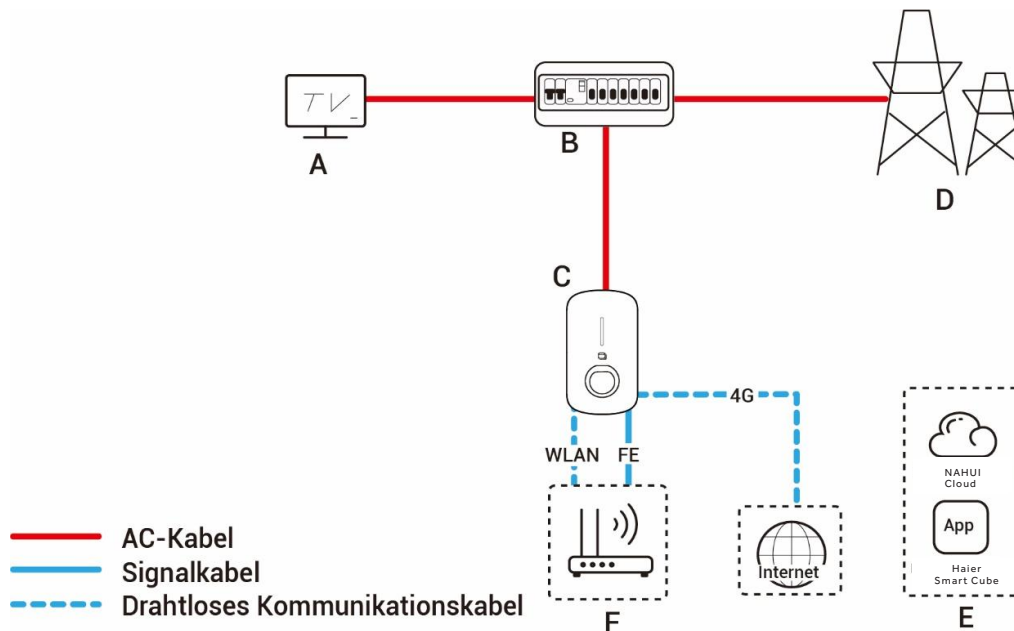 TV
A
B
D
C
4G
WLAN FE
NAHUI
Cloud
App
Internet
Haier
Smart Cube
AC-Kabel
Signalkabel
Drahtloses Kommunikationskabel
F
E